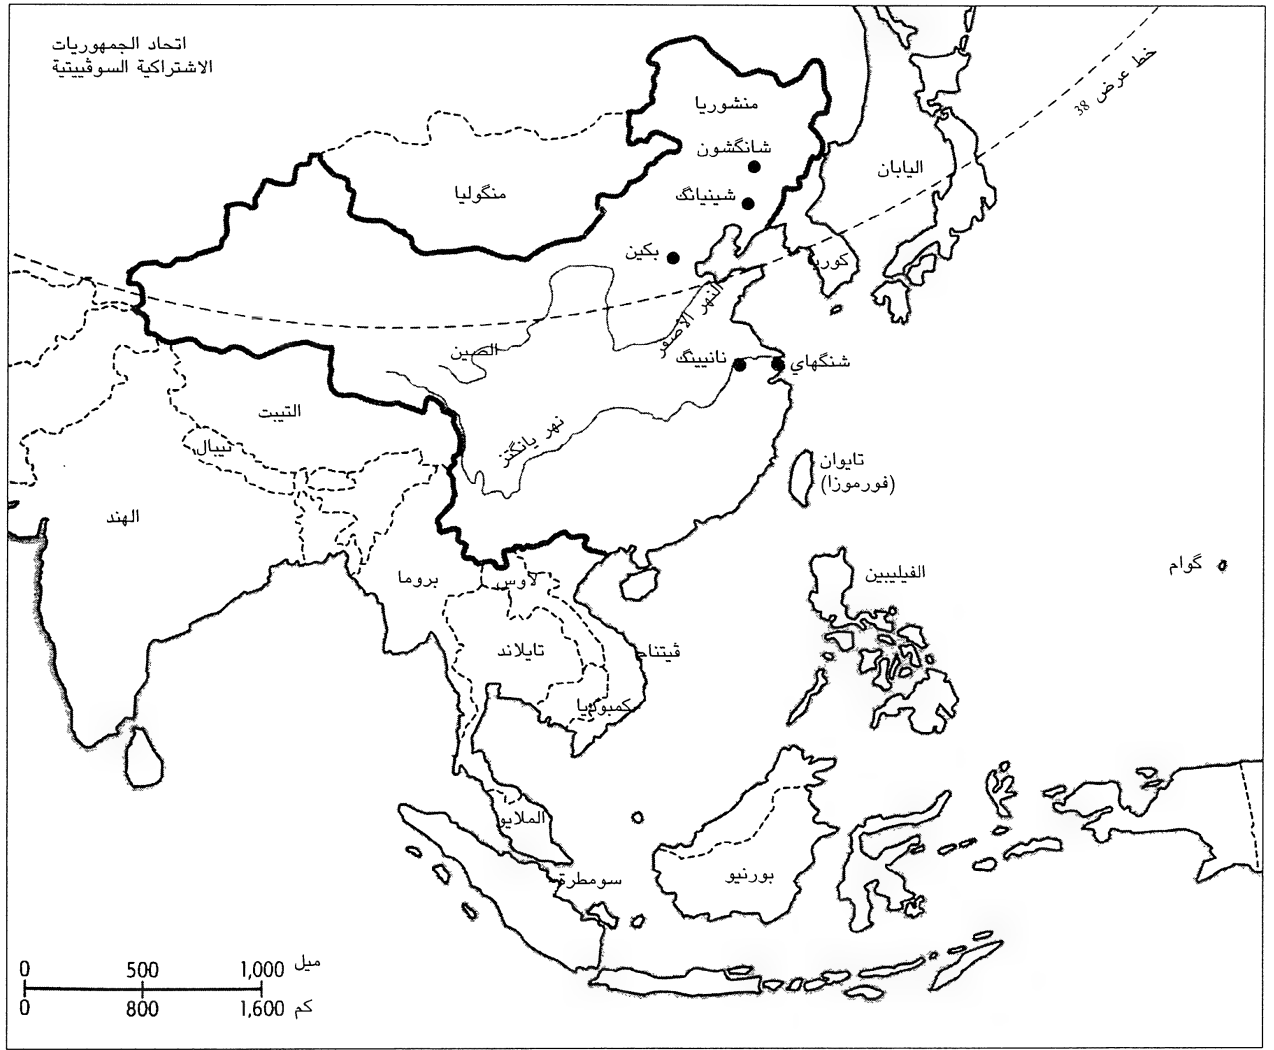 اتحاد الجمهوريات
الاشتراكية السوڤييتية
خط عرض 38
منشوريا
شانگشون
اليابان
منگوليا
شينيانگ
بكين
كوريا
النهر الأصفر
الصين
نانيينگ
شنگهاي
التيبت
نهر يانگتز
نيبال
تايوان
(فورموزا)
الهند
گوام
الفيليبين
بروما
لاوس
تايلاند
ڤيتنام
كمبوديا
الملايو
سومطرة
بورنيو
0 500 1,000 ميل
0 800 1,600 كم